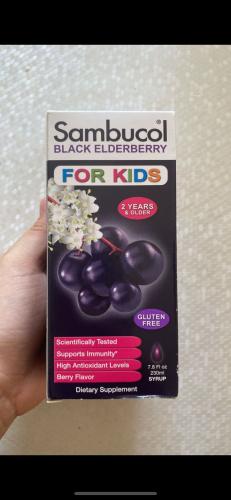 Sambucol®
BLACK ELDERBERRY
FOR KIDS
2 YEARS
& OLDER
GLUTEN
FREE
Scientifically Tested
Supports Immunity*
High Antioxidant Levels
Berry Flavor
7.8 Fl oz
230ml
SYRUP
Dietary Supplement